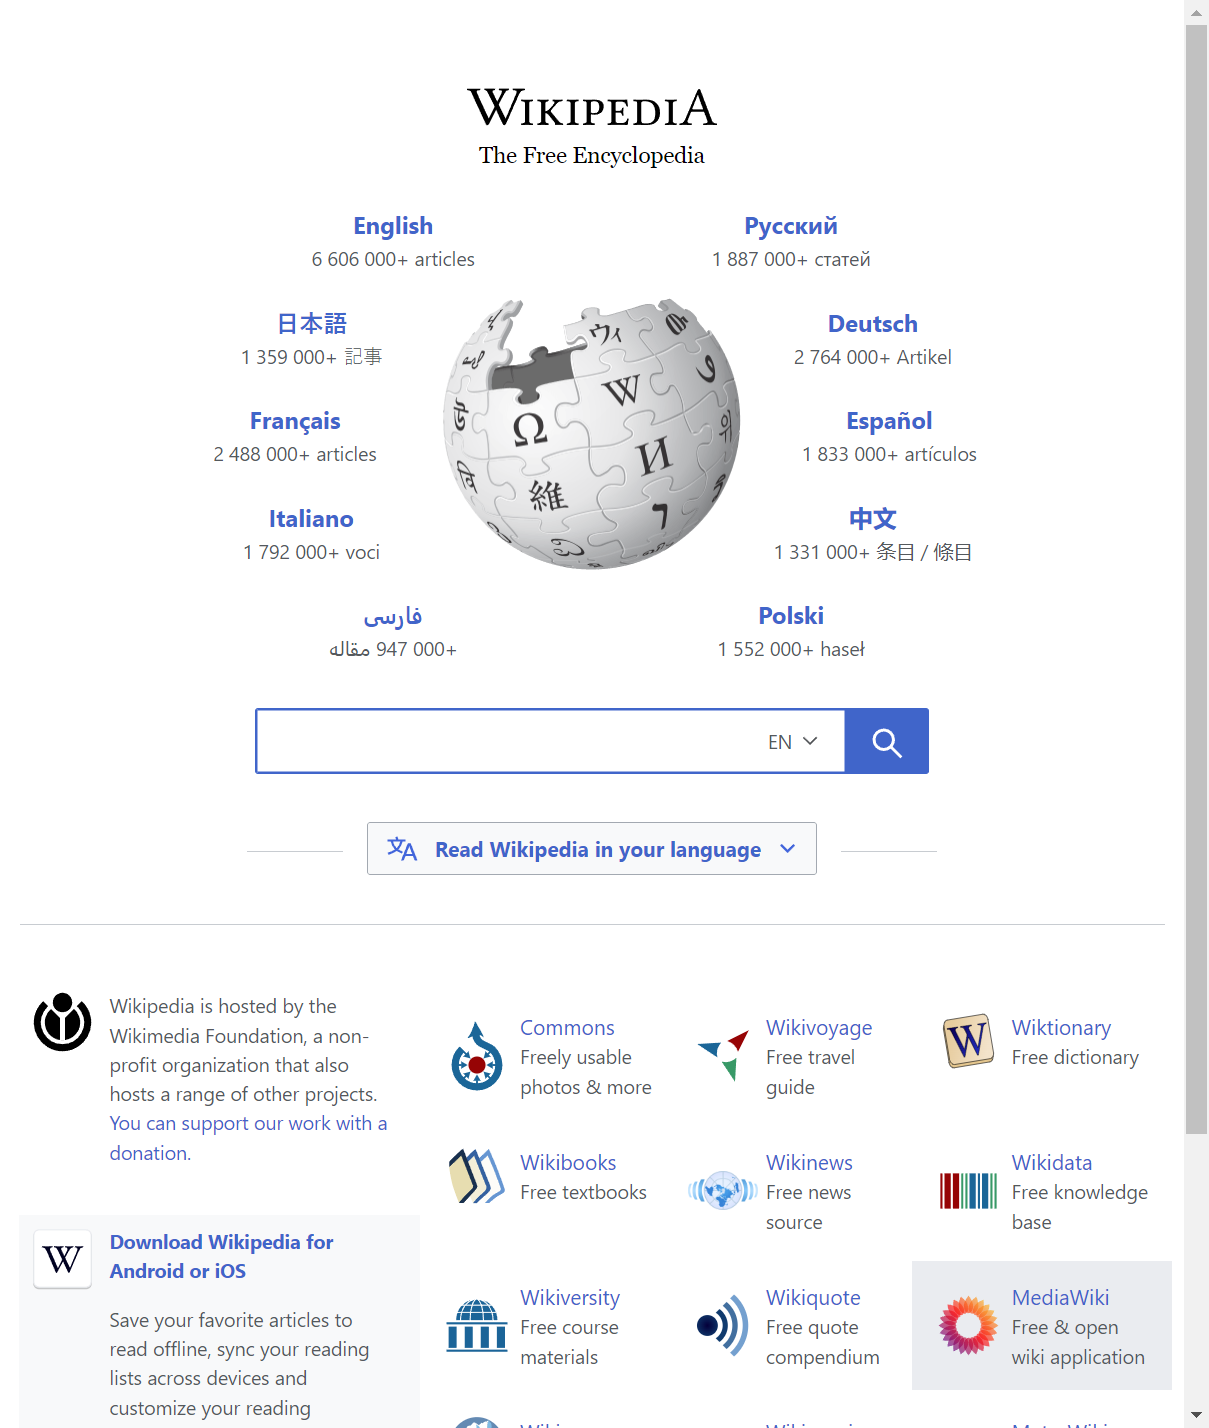 WIKIPEDIA
The Free Encyclopedia
English
6 606 000+ articles
Русский
1 887 000+ статей
日本語
1 359 000+ 記事
Deutsch
2 764 000+ Artikel
Français
2 488 000+ articles
Español
1 833 000+ artículos
Italiano
1 792 000+ voci
中文
1 331 000+ 条目 / 條目
فارسی
۹۴۷ ۰۰۰+ مقاله
Polski
1 552 000+ haseł
Ω
W
И
維
ウィ
EN
Read Wikipedia in your language
Wikipedia is hosted by the
Wikimedia Foundation, a non-
profit organization that also
hosts a range of other projects.
You can support our work with a
donation.
W
Download Wikipedia for
Android or iOS
Save your favorite articles to
read offline, sync your reading
lists across devices and
customize your reading
Commons
Freely usable
photos & more
Wikivoyage
Free travel
guide
W
Wiktionary
Free dictionary
Wikibooks
Free textbooks
Wikinews
Free news
source
Wikidata
Free knowledge
base
Wikiversity
Free course
materials
Wikiquote
Free quote
compendium
MediaWiki
Free & open
wiki application